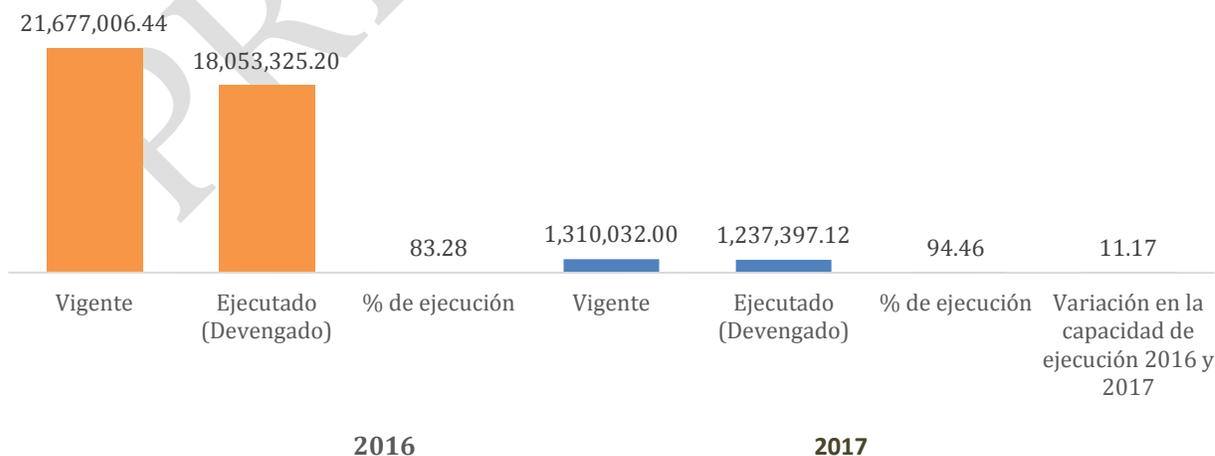 21,677,006.44
18,053,325.20
83.28
1,310,032.00
1,237,397.12
94.46
11.17
Vigente
Ejecutado
(Devengado)
% de ejecución
Vigente
Ejecutado
(Devengado)
% de ejecución
Variación en la
capacidad de
ejecución 2016 y
2017
2016
2017